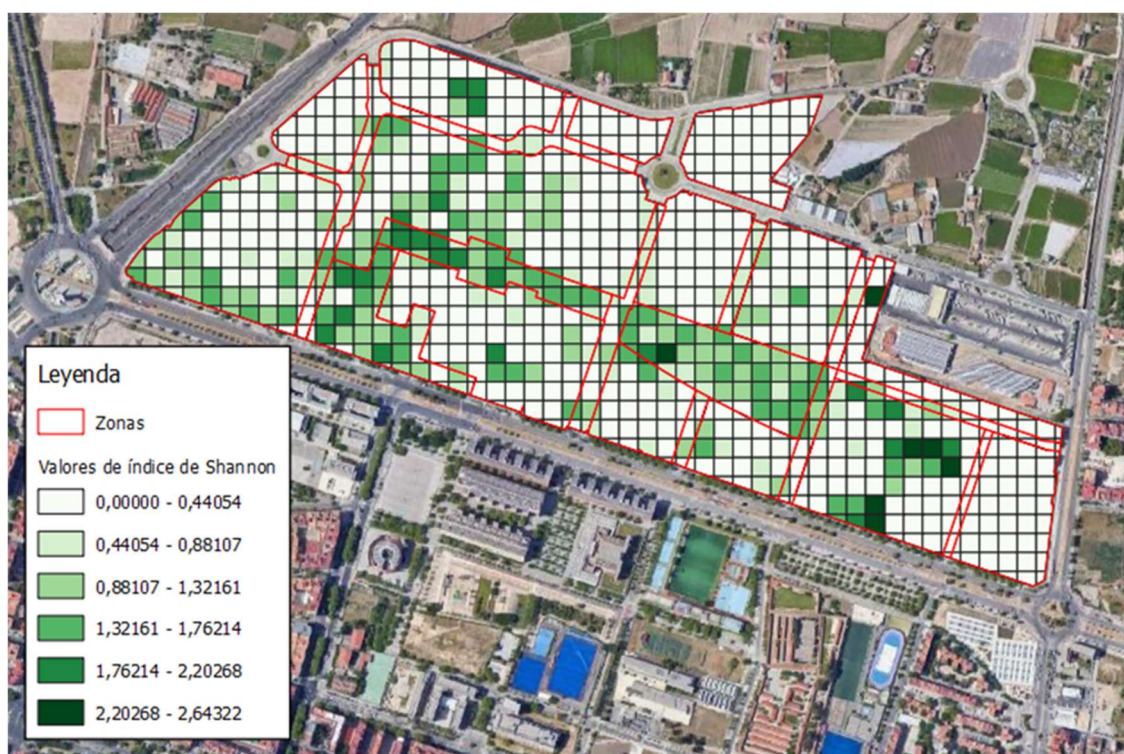 Leyenda
Zonas
Valores de índice de Shannon
0,00000 - 0,44054
0,44054 - 0,88107
0,88107 - 1,32161
1,32161 - 1,76214
1,76214 - 2,20268
2,20268 - 2,64322